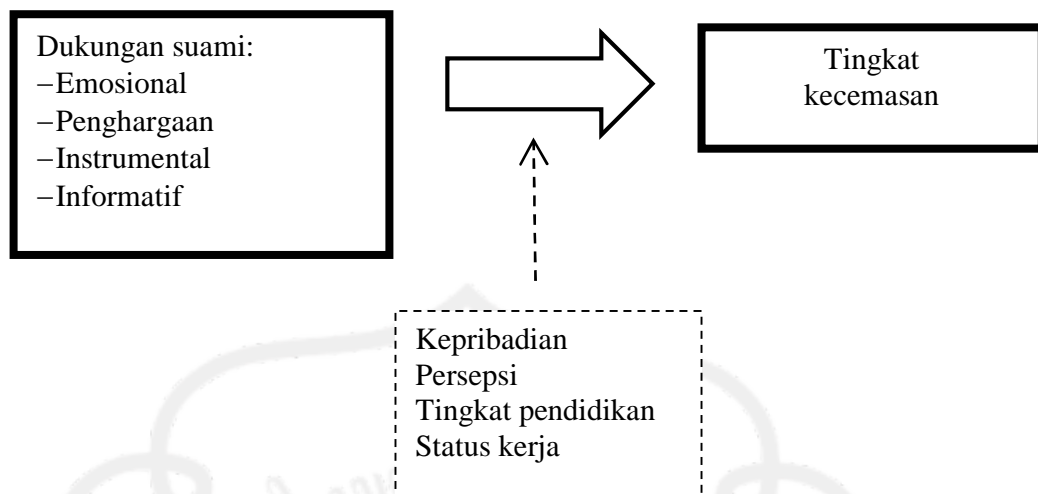 Dukungan suami:
–Emosional
–Penghargaan
–Instrumental
–Informatif
Tingkat
kecemasan
Kepribadian
Persepsi
Tingkat pendidikan
Status kerja